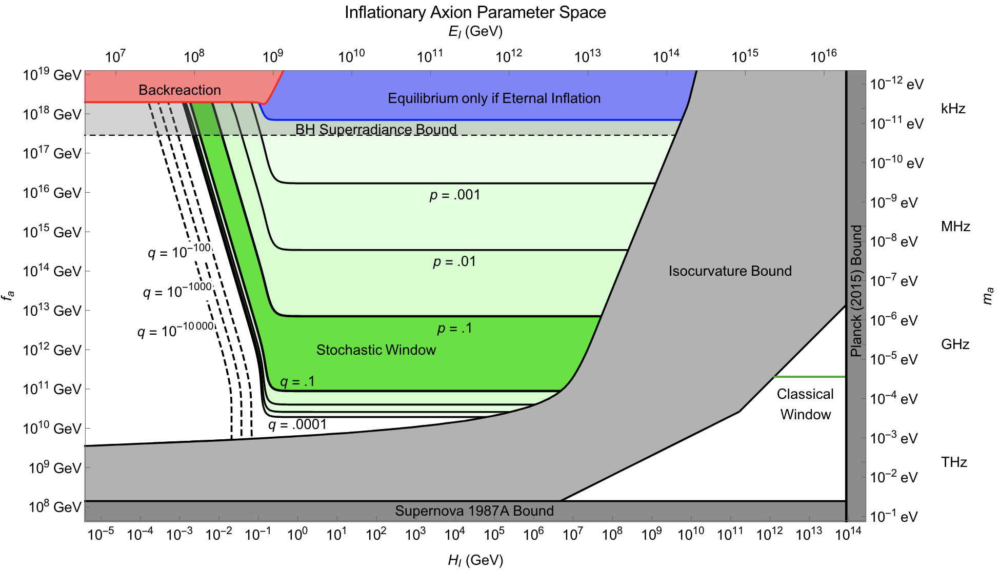 Inflationary Axion Parameter Space
E_I (GeV)
10^7 10^8 10^9 10^10 10^11 10^12 10^13 10^14 10^15 10^16
10^19 GeV
10^18 GeV
10^17 GeV
10^16 GeV
10^15 GeV
10^14 GeV
10^13 GeV
10^12 GeV
10^11 GeV
10^10 GeV
10^9 GeV
10^8 GeV
f_a
Backreaction
Equilibrium only if Eternal Inflation
BH Superradiance Bound
p = .001
p = .01
p = .1
q = 10^−100
q = 10^−1000
q = 10^−10 000
Stochastic Window
q = .1
q = .0001
Isocurvature Bound
Classical
Window
Planck (2015) Bound
Supernova 1987A Bound
10^−12 eV
10^−11 eV
10^−10 eV
10^−9 eV
10^−8 eV
10^−7 eV
10^−6 eV
10^−5 eV
10^−4 eV
10^−3 eV
10^−2 eV
10^−1 eV
kHz
MHz
GHz
THz
m_a
10^−5 10^−4 10^−3 10^−2 10^−1 10^0 10^1 10^2 10^3 10^4 10^5 10^6 10^7 10^8 10^9 10^10 10^11 10^12 10^13 10^14
H_I (GeV)